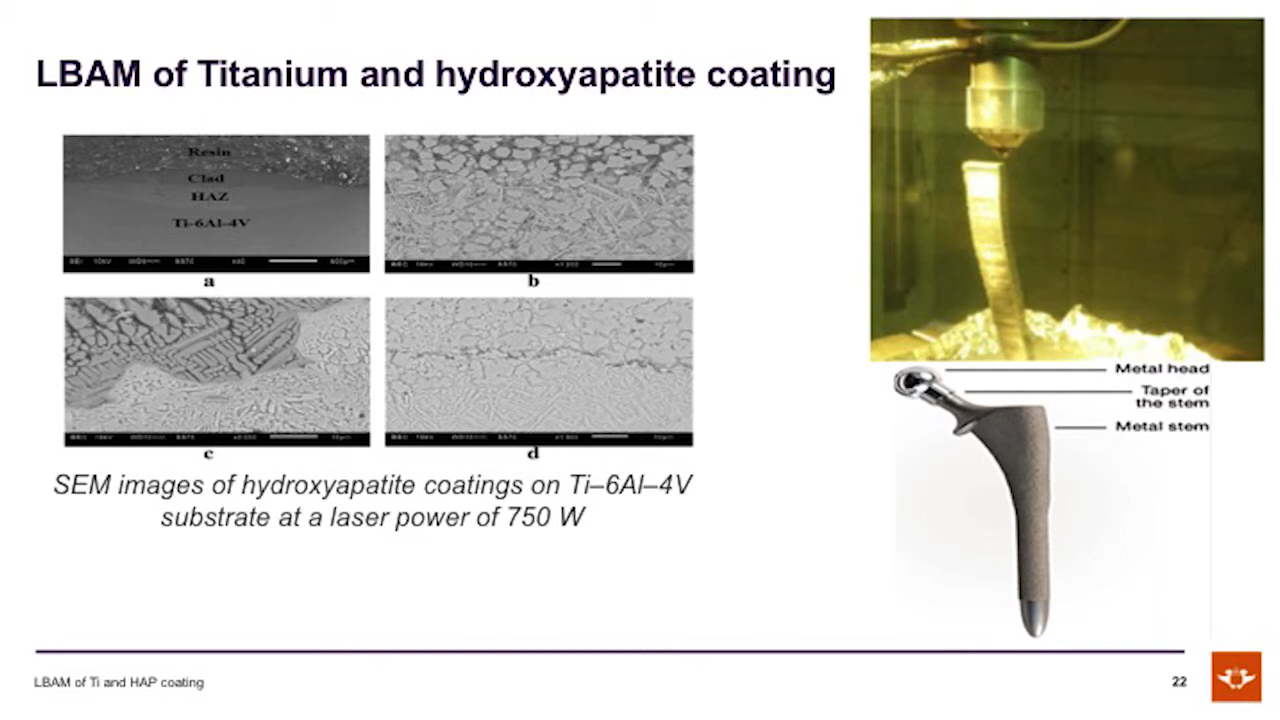 LBAM of Titanium and hydroxyapatite coating
Resin
Clad
HAZ
Ti-6Al-4V
a
b
c
d
SEM images of hydroxyapatite coatings on Ti–6Al–4V
substrate at a laser power of 750 W
Metal head
Taper of
the stem
Metal stem
LBAM of Ti and HAP coating
22